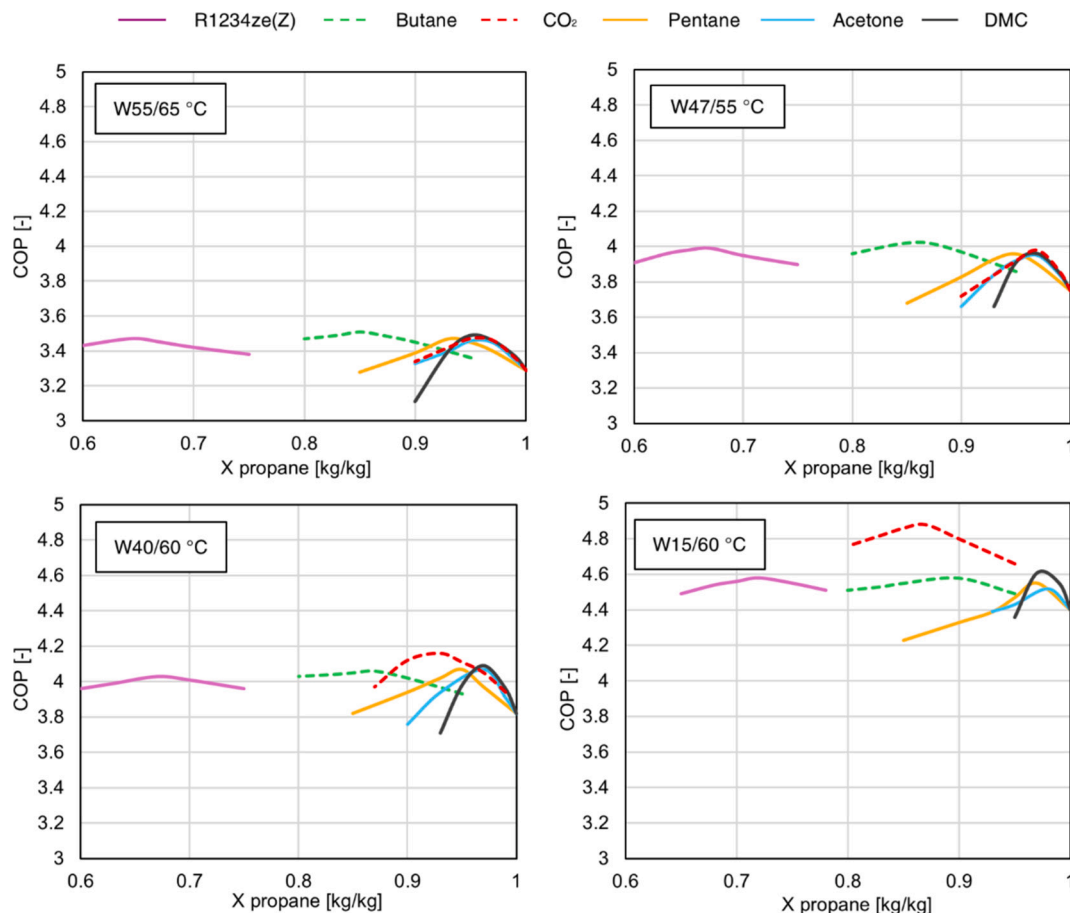 R1234ze(Z) Butane CO₂ Pentane Acetone DMC
W55/65 °C
COP [-]
5
4.8
4.6
4.4
4.2
4
3.8
3.6
3.4
3.2
3
0.6 0.7 0.8 0.9 1
X propane [kg/kg]
W47/55 °C
COP [-]
5
4.8
4.6
4.4
4.2
4
3.8
3.6
3.4
3.2
3
0.6 0.7 0.8 0.9 1
X propane [kg/kg]
W40/60 °C
COP [-]
5
4.8
4.6
4.4
4.2
4
3.8
3.6
3.4
3.2
3
0.6 0.7 0.8 0.9 1
X propane [kg/kg]
W15/60 °C
COP [-]
5
4.8
4.6
4.4
4.2
4
3.8
3.6
3.4
3.2
3
0.6 0.7 0.8 0.9 1
X propane [kg/kg]